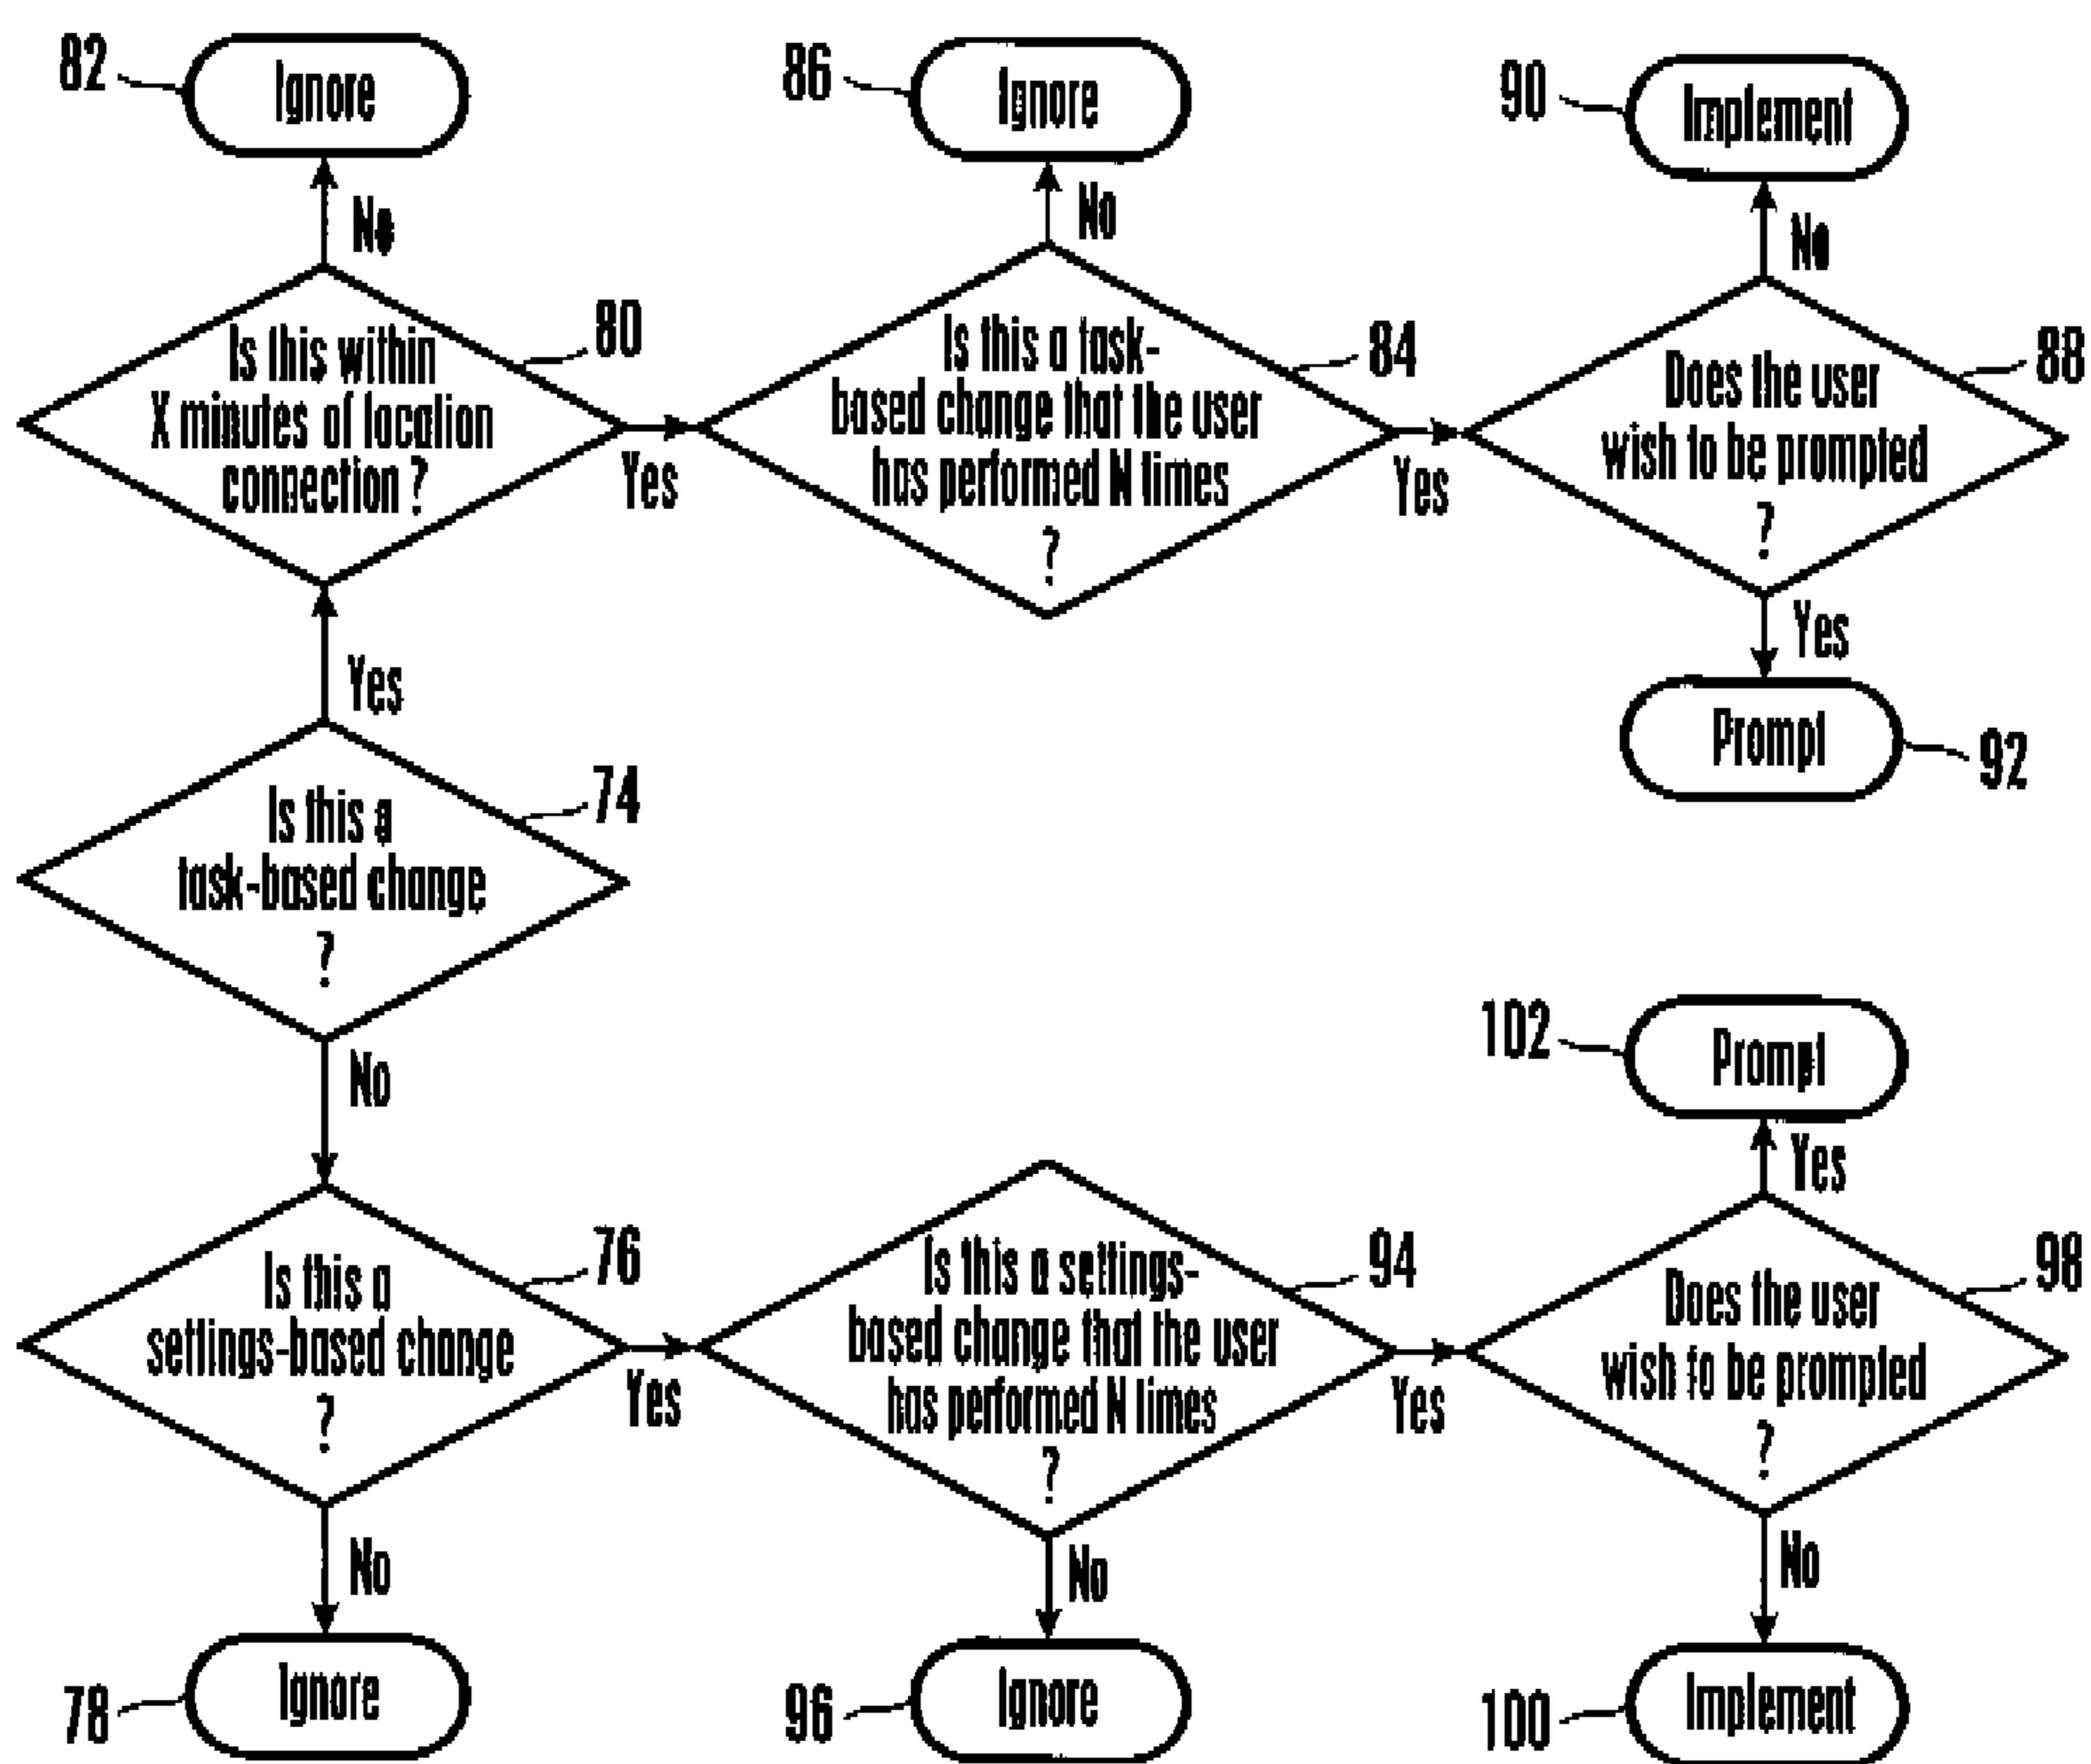 82
Ignore
86
Ignore
90
Implement
No
No
No
Is this within
X minutes of location
connection ?
80
Yes
Is this a task-
based change that the user
has performed N times
?
84
Yes
Does the user
wish to be prompted
?
88
Yes
Prompt
92
Yes
Is this a
task-based change
?
74
No
102
Prompt
Yes
Is this a
settings-based change
?
76
Yes
Is this a settings-
based change that the user
has performed N times
?
94
Yes
Does the user
wish to be prompted
?
98
No
No
No
78
Ignore
96
Ignore
100
Implement